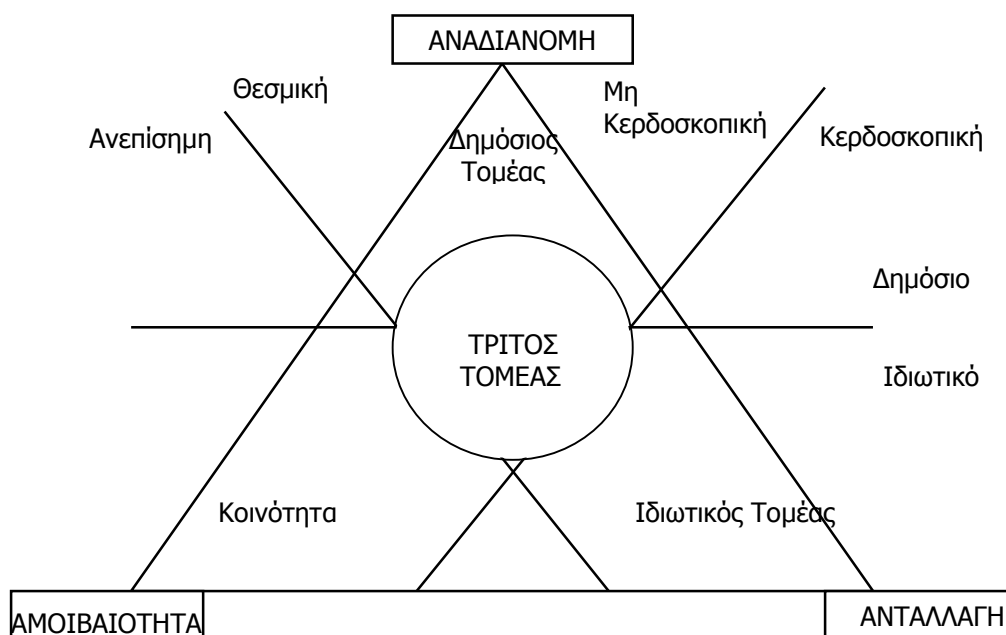 ΑΝΑΔΙΑΝΟΜΗ
Θεσμική
Μη
Κερδοσκοπική
Ανεπίσημη
Δημόσιος
Τομέας
Κερδοσκοπική
Δημόσιο
ΤΡΙΤΟΣ
ΤΟΜΕΑΣ
Ιδιωτικό
Κοινότητα
Ιδιωτικός Τομέας
ΑΜΟΙΒΑΙΟΤΗΤΑ
ΑΝΤΑΛΛΑΓΗ